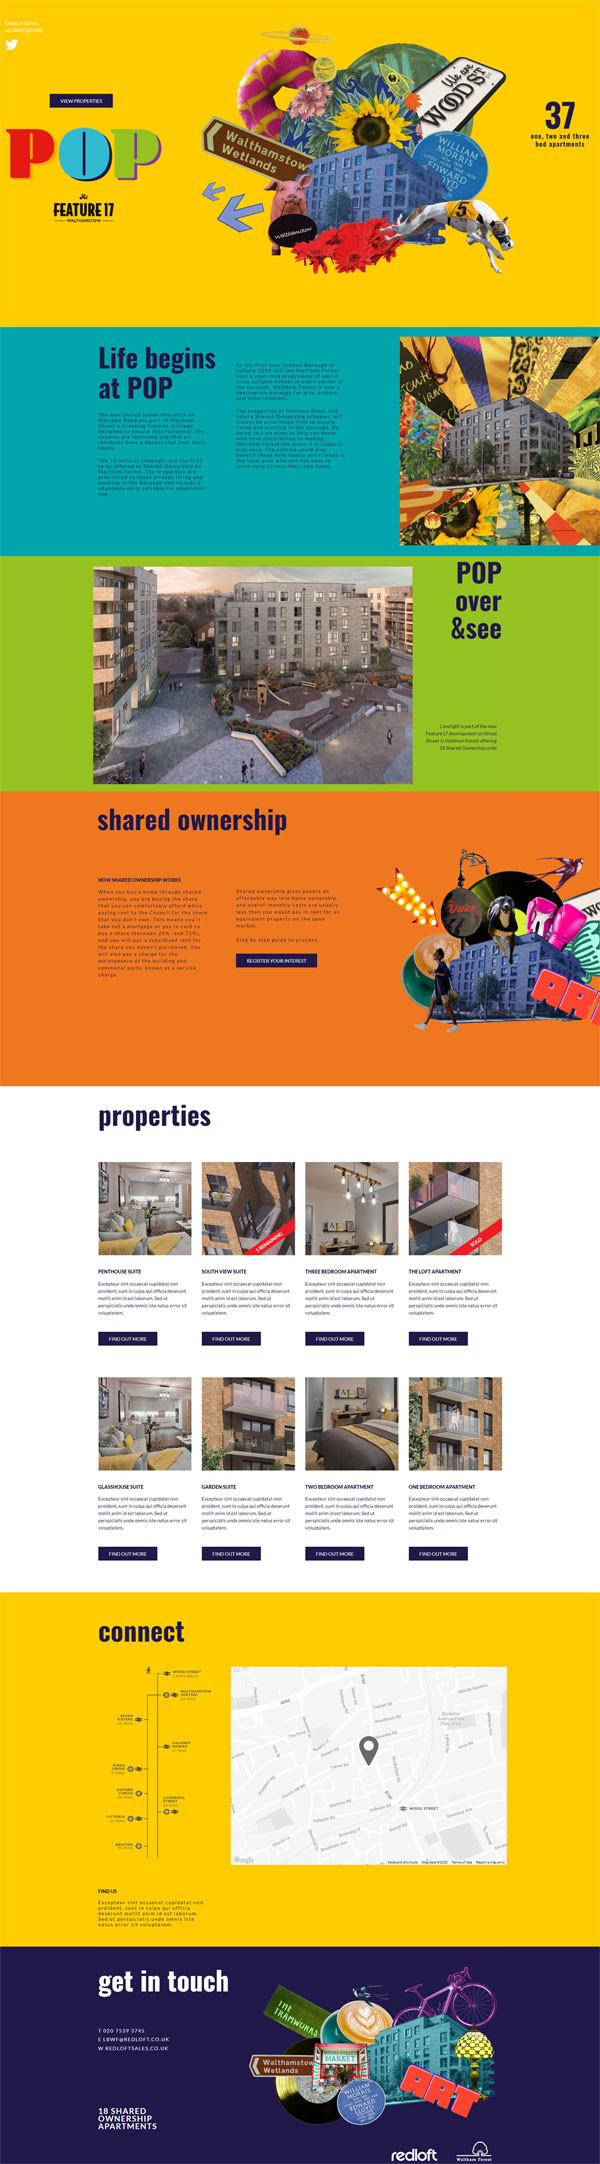 VIEW PROPERTIES
POP
FEATURE 17
WALTHAMSTOW
Walthamstow
Wetlands
We are
WOOD ST.
WILLIAM
MORRIS
EDWARD
5
walthamstow
37
one, two and three
bed apartments
Life begins
at POP
The new shared ownership units on
Marlowe Road are part of Waltham
Forest's Creating Futures strategy,
designed to ensure that residents' life
chances are improved and that all
residents have a decent roof over their
heads.
The 18 units at Limelight are the first
to be offered as Shared Ownership by
Waltham Forest. The properties are
prioritised to those already living and
working in the Borough and include 2
adaptable units suitable for wheelchair
use.
As the first ever London Borough of
culture 2019 will see Waltham Forest
host a year-long programme of world
class cultural events in every corner of
the borough. Waltham Forest is now a
destination borough for arts, culture
and entertainment.
The properties at Marlowe Road, and
future Shared Ownership schemes, will
always be prioritised first to people
living and working in the borough. By
doing this we want to help residents
who have contributed to making
Waltham Forest the place it is today to
stay here. The scheme could also
benefit those with family and friends in
the local area who will not have to
move away to own their own home.
POP
over
&see
Limelight is part of the new
Feature17 development on Wood
Street in Waltham Forest offering
18 Shared Ownership units
shared ownership
HOW SHARED OWNERSHIP WORKS
When you buy a home through shared
ownership, you are buying the share
that you can comfortably afford while
paying rent to the Council for the share
that you don't own. This means you'll
take out a mortgage or pay in cash to
buy a share (between 25% and 75%),
and you will pay a subsidised rent for
the share you haven't purchased. You
will also pay a charge for the
maintenance of the building and
communal parts, known as a service
charge.
Shared ownership gives people an
affordable way into home ownership,
and overall monthly costs are usually
less than you would pay in rent for an
equivalent property on the open
market.
Step by step guide to process.
REGISTER YOUR INTEREST
Duke
ART
properties
1 REMAINING
SOLD
PENTHOUSE SUITE
Excepteur sint occaecat cupidatat non
proident, sunt in culpa qui officia deserunt
mollit anim id est laborum. Sed ut
perspiciatis unde omnis iste natus error sit
voluptatem.
FIND OUT MORE
SOUTH VIEW SUITE
Excepteur sint occaecat cupidatat non
proident, sunt in culpa qui officia deserunt
mollit anim id est laborum. Sed ut
perspiciatis unde omnis iste natus error sit
voluptatem.
FIND OUT MORE
THREE BEDROOM APARTMENT
Excepteur sint occaecat cupidatat non
proident, sunt in culpa qui officia deserunt
mollit anim id est laborum. Sed ut
perspiciatis unde omnis iste natus error sit
voluptatem.
FIND OUT MORE
THE LOFT APARTMENT
Excepteur sint occaecat cupidatat non
proident, sunt in culpa qui officia deserunt
mollit anim id est laborum. Sed ut
perspiciatis unde omnis iste natus error sit
voluptatem.
FIND OUT MORE
GLASSHOUSE SUITE
Excepteur sint occaecat cupidatat non
proident, sunt in culpa qui officia deserunt
mollit anim id est laborum. Sed ut
perspiciatis unde omnis iste natus error sit
voluptatem.
FIND OUT MORE
GARDEN SUITE
Excepteur sint occaecat cupidatat non
proident, sunt in culpa qui officia deserunt
mollit anim id est laborum. Sed ut
perspiciatis unde omnis iste natus error sit
voluptatem.
FIND OUT MORE
TWO BEDROOM APARTMENT
Excepteur sint occaecat cupidatat non
proident, sunt in culpa qui officia deserunt
mollit anim id est laborum. Sed ut
perspiciatis unde omnis iste natus error sit
voluptatem.
FIND OUT MORE
ONE BEDROOM APARTMENT
Excepteur sint occaecat cupidatat non
proident, sunt in culpa qui officia deserunt
mollit anim id est laborum. Sed ut
perspiciatis unde omnis iste natus error sit
voluptatem.
FIND OUT MORE
connect
WOOD STREET
WALTHAMSTOW
CENTRAL
SEVEN
SISTERS
HACKNEY
DOWNS
KINGS
CROSS
OXFORD
CIRCUS
LIVERPOOL
STREET
VICTORIA
BRIXTON
WOOD STREET
Google
Keyboard shortcuts
Map data ©2020
Terms of Use
Report a map error
FIND US
Excepteur sint occaecat cupidatat non
proident, sunt in culpa qui officia
deserunt mollit anim id est laborum.
Sed ut perspiciatis unde omnis iste
natus error sit voluptatem.
get in touch
T 020 7539 3745
E LBWF@REDLOFT.CO.UK
W REDLOFTSALES.CO.UK
18 SHARED
OWNERSHIP
APARTMENTS
THE
TRAMWORKS
Walthamstow
Wetlands
WOOD STREET
MARKET
WILLIAM
MORRIS
EDWARD
LLOYD
ART
redloft
Waltham Forest